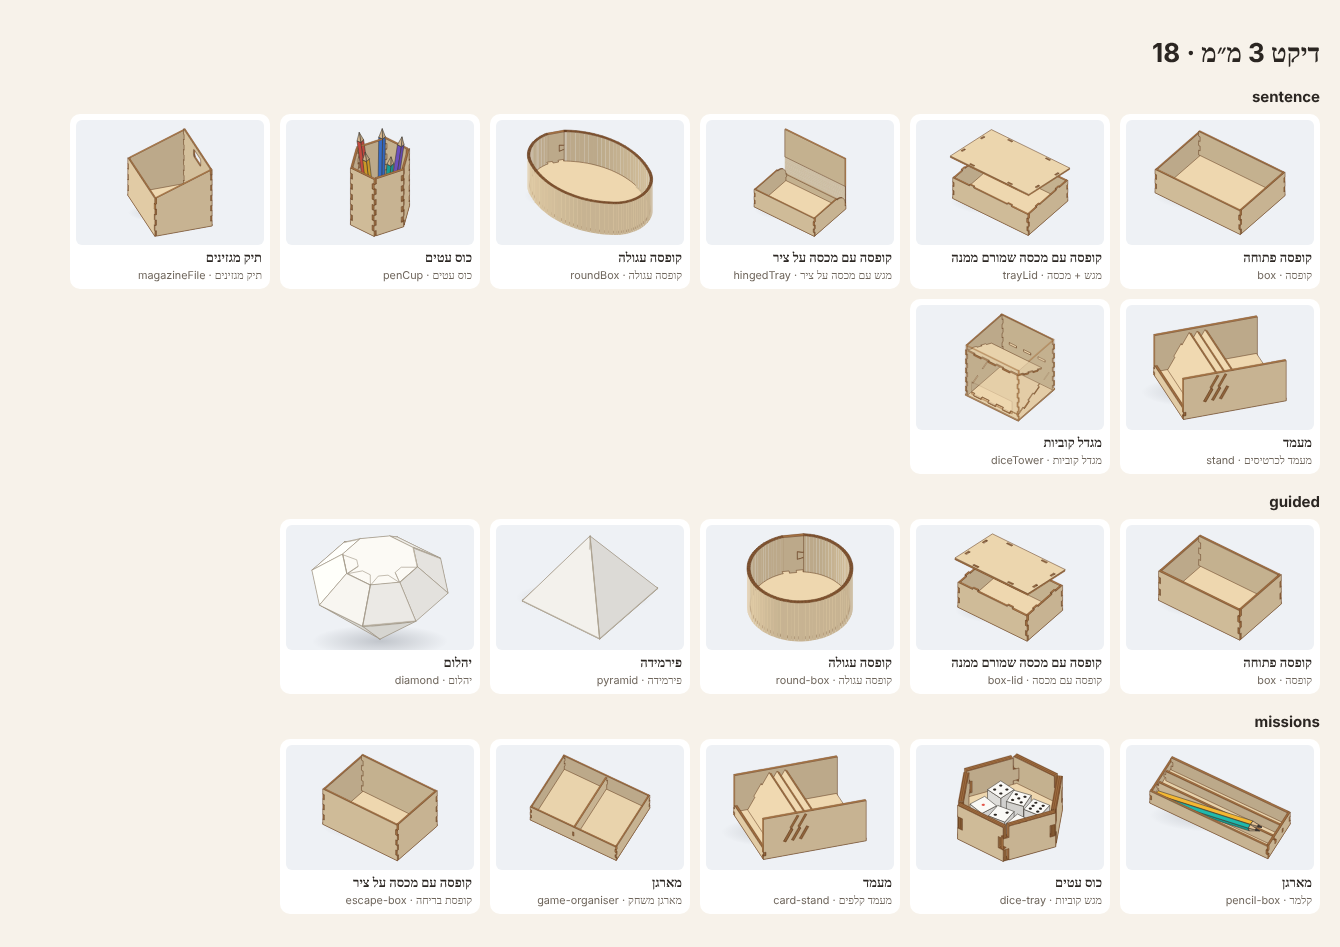 דיקט 3 מ״מ · 18
sentence
קופסה פתוחה
קופסה · box
קופסה עם מכסה שמורם ממנה
מגש + מכסה · trayLid
קופסה עם מכסה על ציר
מגש עם מכסה על ציר · hingedTray
קופסה עגולה
קופסה עגולה · roundBox
כוס עטים
כוס עטים · penCup
תיק מגזינים
תיק מגזינים · magazineFile
מעמד
מעמד לכרטיסים · stand
מגדל קוביות
מגדל קוביות · diceTower
guided
קופסה פתוחה
קופסה · box
קופסה עם מכסה שמורם ממנה
קופסה עם מכסה · box-lid
קופסה עגולה
קופסה עגולה · round-box
פירמידה
פירמידה · pyramid
יהלום
יהלום · diamond
missions
מארגן
קלמר · pencil-box
כוס עטים
מגש קוביות · dice-tray
מעמד
מעמד קלפים · card-stand
מארגן
מארגן משחק · game-organiser
קופסה עם מכסה על ציר
קופסת בריחה · escape-box